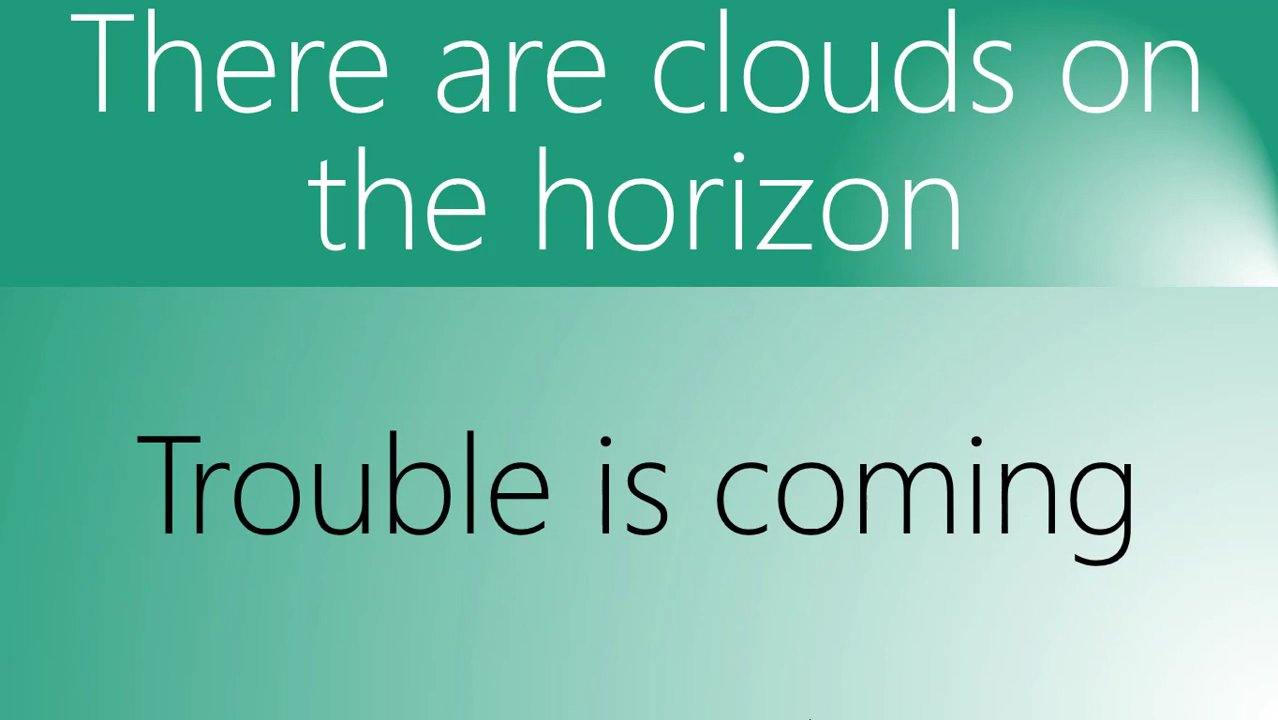 There are clouds on
the horizon
Trouble is coming